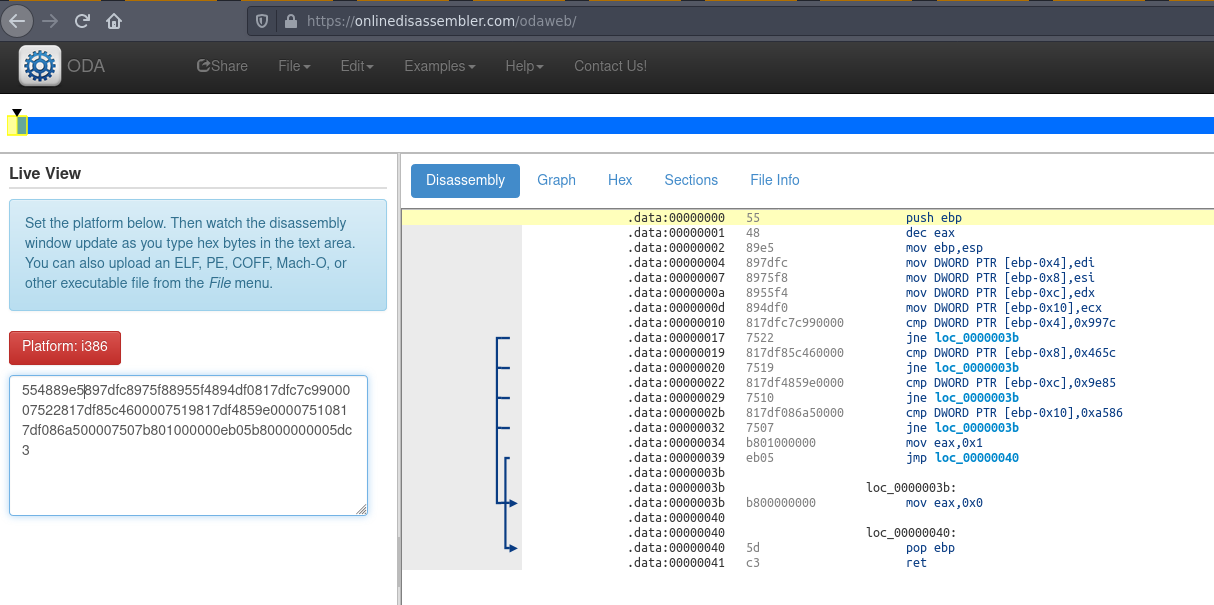 https://onlinedisassembler.com/odaweb/
ODA Share File Edit Examples Help Contact Us!
Live View
Set the platform below. Then watch the disassembly
window update as you type hex bytes in the text area.
You can also upload an ELF, PE, COFF, Mach-O, or
other executable file from the File menu.
Platform: i386
554889e5897dfc8975f88955f4894df0817dfc7c99000
007522817df85c4600007519817df4859e0000751081
7df086a500007507b801000000eb05b8000000005dc
3
Disassembly Graph Hex Sections File Info
.data:00000000 55 push ebp
.data:00000001 48 dec eax
.data:00000002 89e5 mov ebp,esp
.data:00000004 897dfc mov DWORD PTR [ebp-0x4],edi
.data:00000007 8975f8 mov DWORD PTR [ebp-0x8],esi
.data:0000000a 8955f4 mov DWORD PTR [ebp-0xc],edx
.data:0000000d 894df0 mov DWORD PTR [ebp-0x10],ecx
.data:00000010 817dfc7c990000 cmp DWORD PTR [ebp-0x4],0x997c
.data:00000017 7522 jne loc_0000003b
.data:00000019 817df85c460000 cmp DWORD PTR [ebp-0x8],0x465c
.data:00000020 7519 jne loc_0000003b
.data:00000022 817df4859e0000 cmp DWORD PTR [ebp-0xc],0x9e85
.data:00000029 7510 jne loc_0000003b
.data:0000002b 817df086a50000 cmp DWORD PTR [ebp-0x10],0xa586
.data:00000032 7507 jne loc_0000003b
.data:00000034 b801000000 mov eax,0x1
.data:00000039 eb05 jmp loc_00000040
.data:0000003b
.data:0000003b loc_0000003b:
.data:0000003b b800000000 mov eax,0x0
.data:00000040
.data:00000040 loc_00000040:
.data:00000040 5d pop ebp
.data:00000041 c3 ret